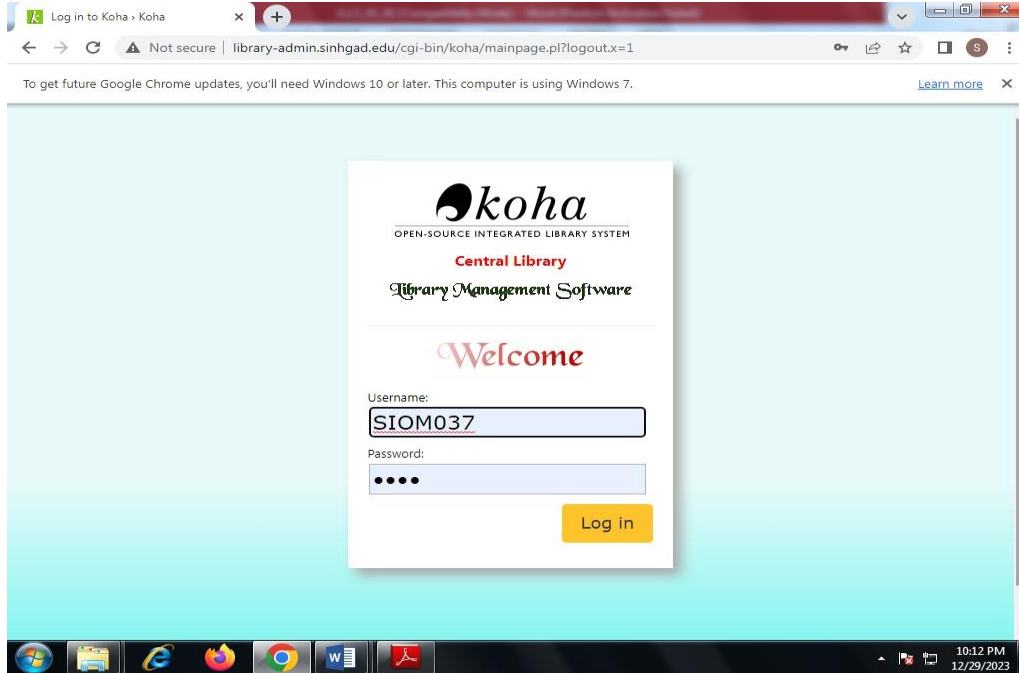 Log in to Koha › Koha
Not secure | library-admin.sinhgad.edu/cgi-bin/koha/mainpage.pl?logout.x=1
S
To get future Google Chrome updates, you'll need Windows 10 or later. This computer is using Windows 7.
Learn more
koha
OPEN-SOURCE INTEGRATED LIBRARY SYSTEM
Central Library
Library Management Software
Welcome
Username:
SIOM037
Password:
••••
Log in
10:12 PM
12/29/2023